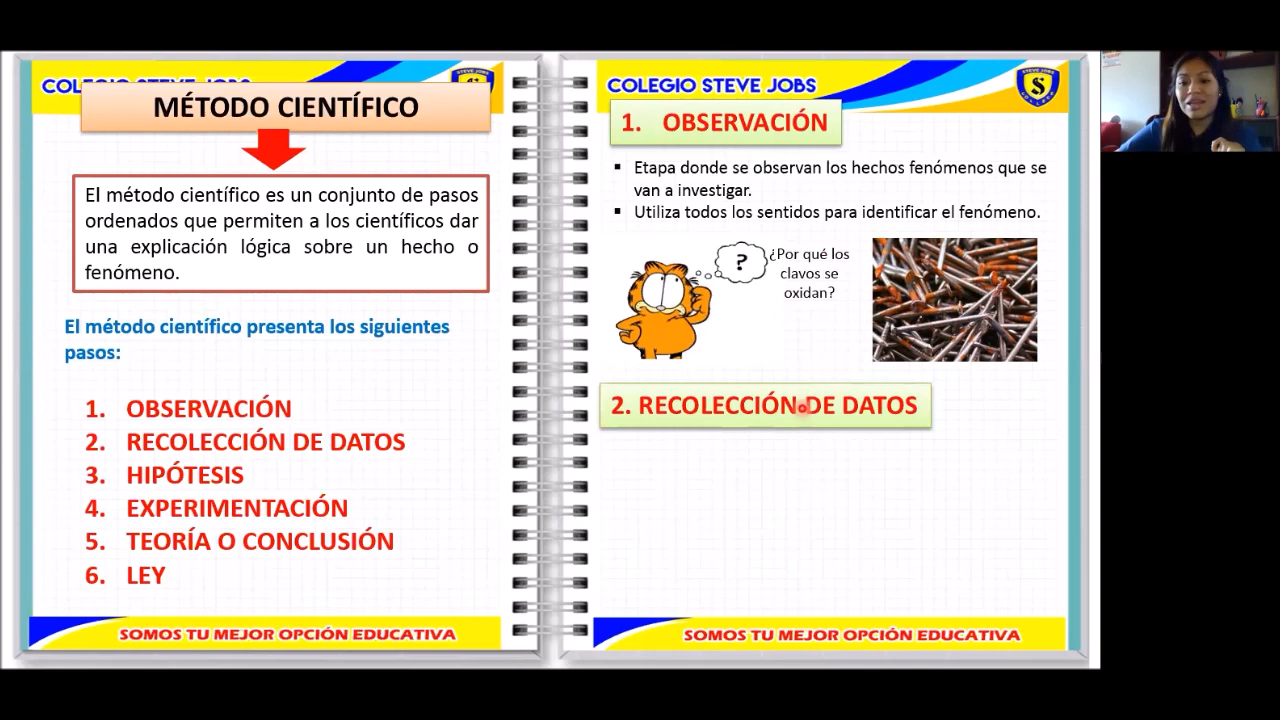 COLEGIO STEVE JOBS
MÉTODO CIENTÍFICO
El método científico es un conjunto de pasos
ordenados que permiten a los científicos dar
una explicación lógica sobre un hecho o
fenómeno.
El método científico presenta los siguientes
pasos:
1. OBSERVACIÓN
2. RECOLECCIÓN DE DATOS
3. HIPÓTESIS
4. EXPERIMENTACIÓN
5. TEORÍA O CONCLUSIÓN
6. LEY
SOMOS TU MEJOR OPCIÓN EDUCATIVA
COLEGIO STEVE JOBS
STEVE JOBS
S
1. OBSERVACIÓN
▪ Etapa donde se observan los hechos fenómenos que se
van a investigar.
▪ Utiliza todos los sentidos para identificar el fenómeno.
?
¿Por qué los
clavos se
oxidan?
2. RECOLECCIÓN DE DATOS
SOMOS TU MEJOR OPCIÓN EDUCATIVA